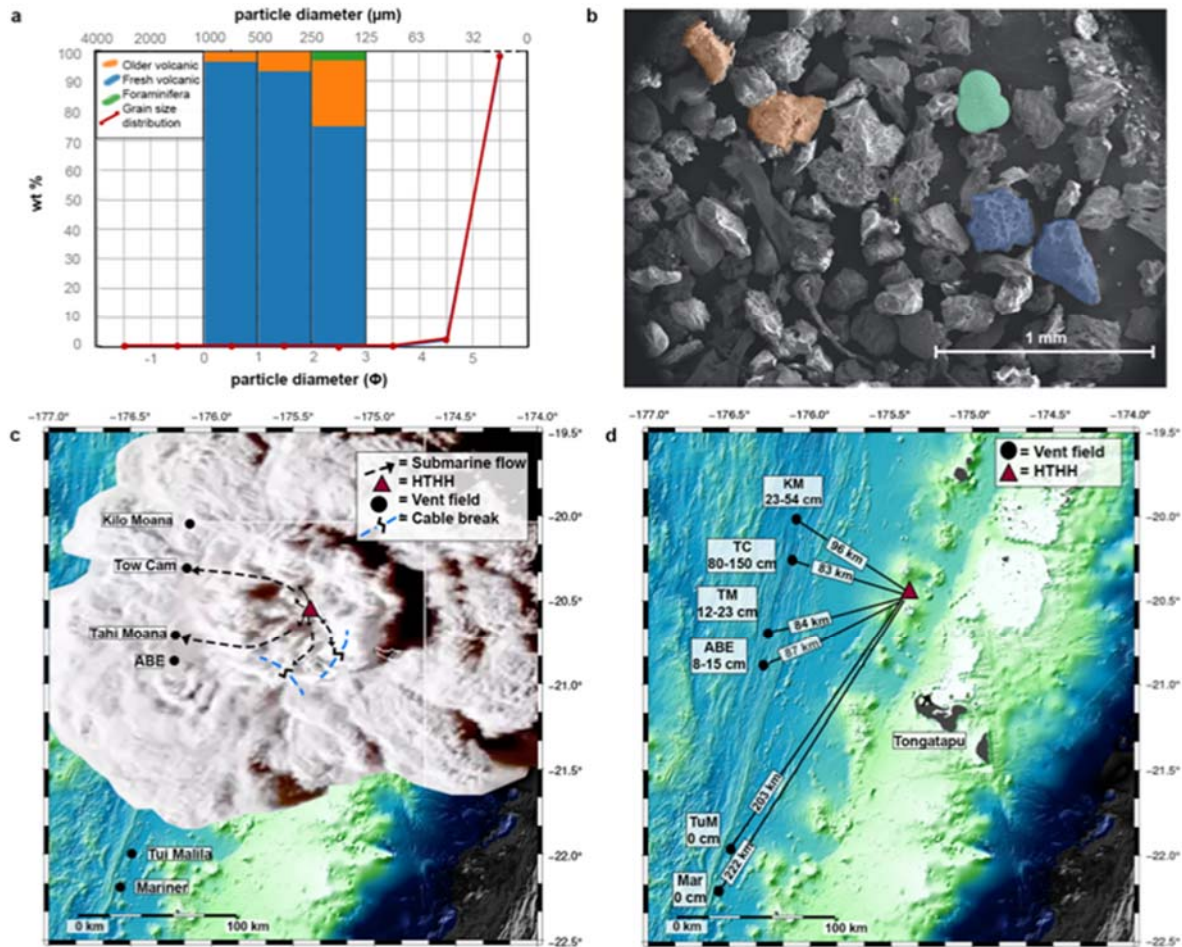 a
particle diameter (µm)
4000 2000 1000 500 250 125 63 32 0
100
90
80
70
60
50
40
30
20
10
0
wt %
Older volcanic
Fresh volcanic
Foraminifera
Grain size
distribution
-1 0 1 2 3 4 5
particle diameter (Φ)
b
1 mm
c
−177.0° −176.5° −175.5° −175.0° −174.0°
= Submarine flow
= HTHH
= Vent field
= Cable break
Kilo Moana
Tow Cam
Tahi Moana
ABE
Tui Malila
Mariner
0 km 100 km
−19.5°
−20.0°
−20.5°
−21.0°
−21.5°
−22.0°
−22.5°
d
−177.0° −176.5° −175.5° −175.0° −174.0°
= Vent field
= HTHH
KM
23-54 cm
96 km
TC
80-150 cm
83 km
TM
12-23 cm
84 km
ABE
8-15 cm
87 km
Tongatapu
203 km
TuM
0 cm
222 km
Mar
0 cm
0 km 100 km
−19.5°
−20.0°
−20.5°
−21.0°
−21.5°
−22.0°
−22.5°